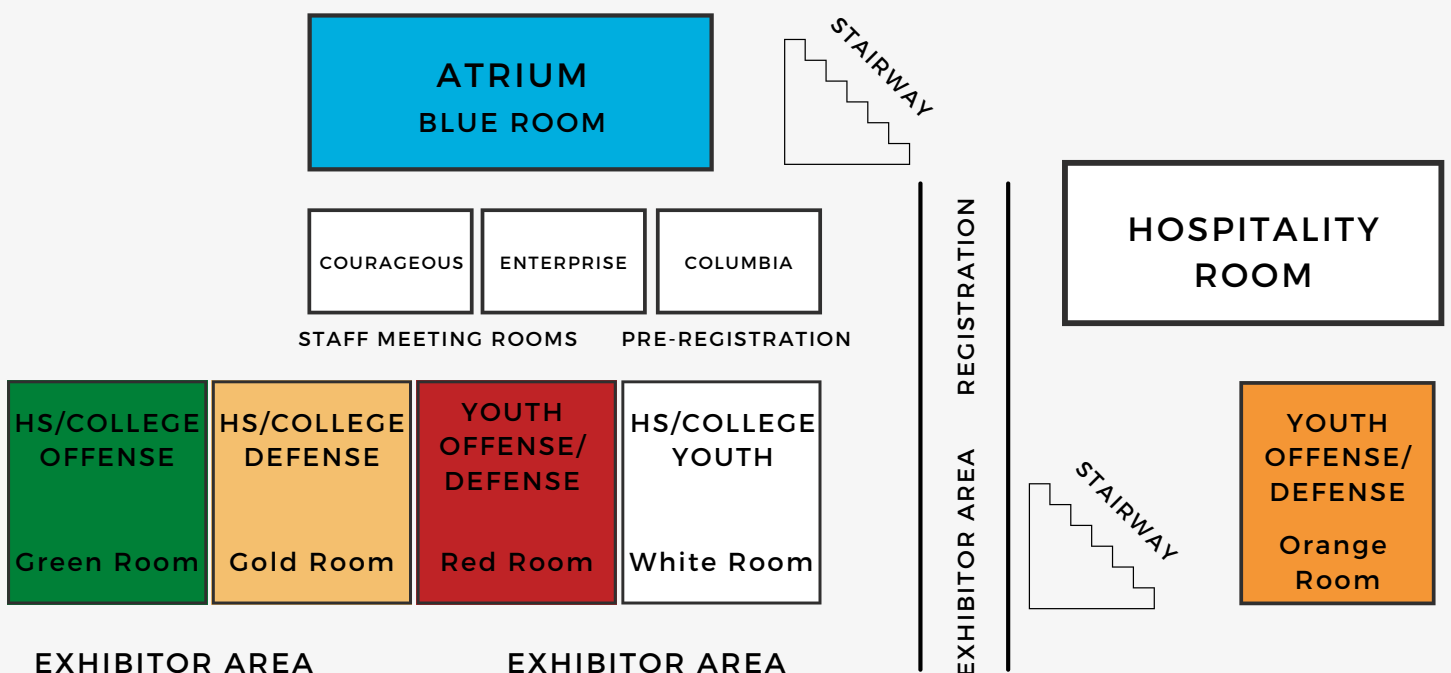 ATRIUM
BLUE ROOM
STAIRWAY
COURAGEOUS
ENTERPRISE
COLUMBIA
STAFF MEETING ROOMS
PRE-REGISTRATION
REGISTRATION
HOSPITALITY
ROOM
HS/COLLEGE
OFFENSE
Green Room
HS/COLLEGE
DEFENSE
Gold Room
YOUTH
OFFENSE/
DEFENSE
Red Room
HS/COLLEGE
YOUTH
White Room
EXHIBITOR AREA
STAIRWAY
YOUTH
OFFENSE/
DEFENSE
Orange
Room
EXHIBITOR AREA
EXHIBITOR AREA